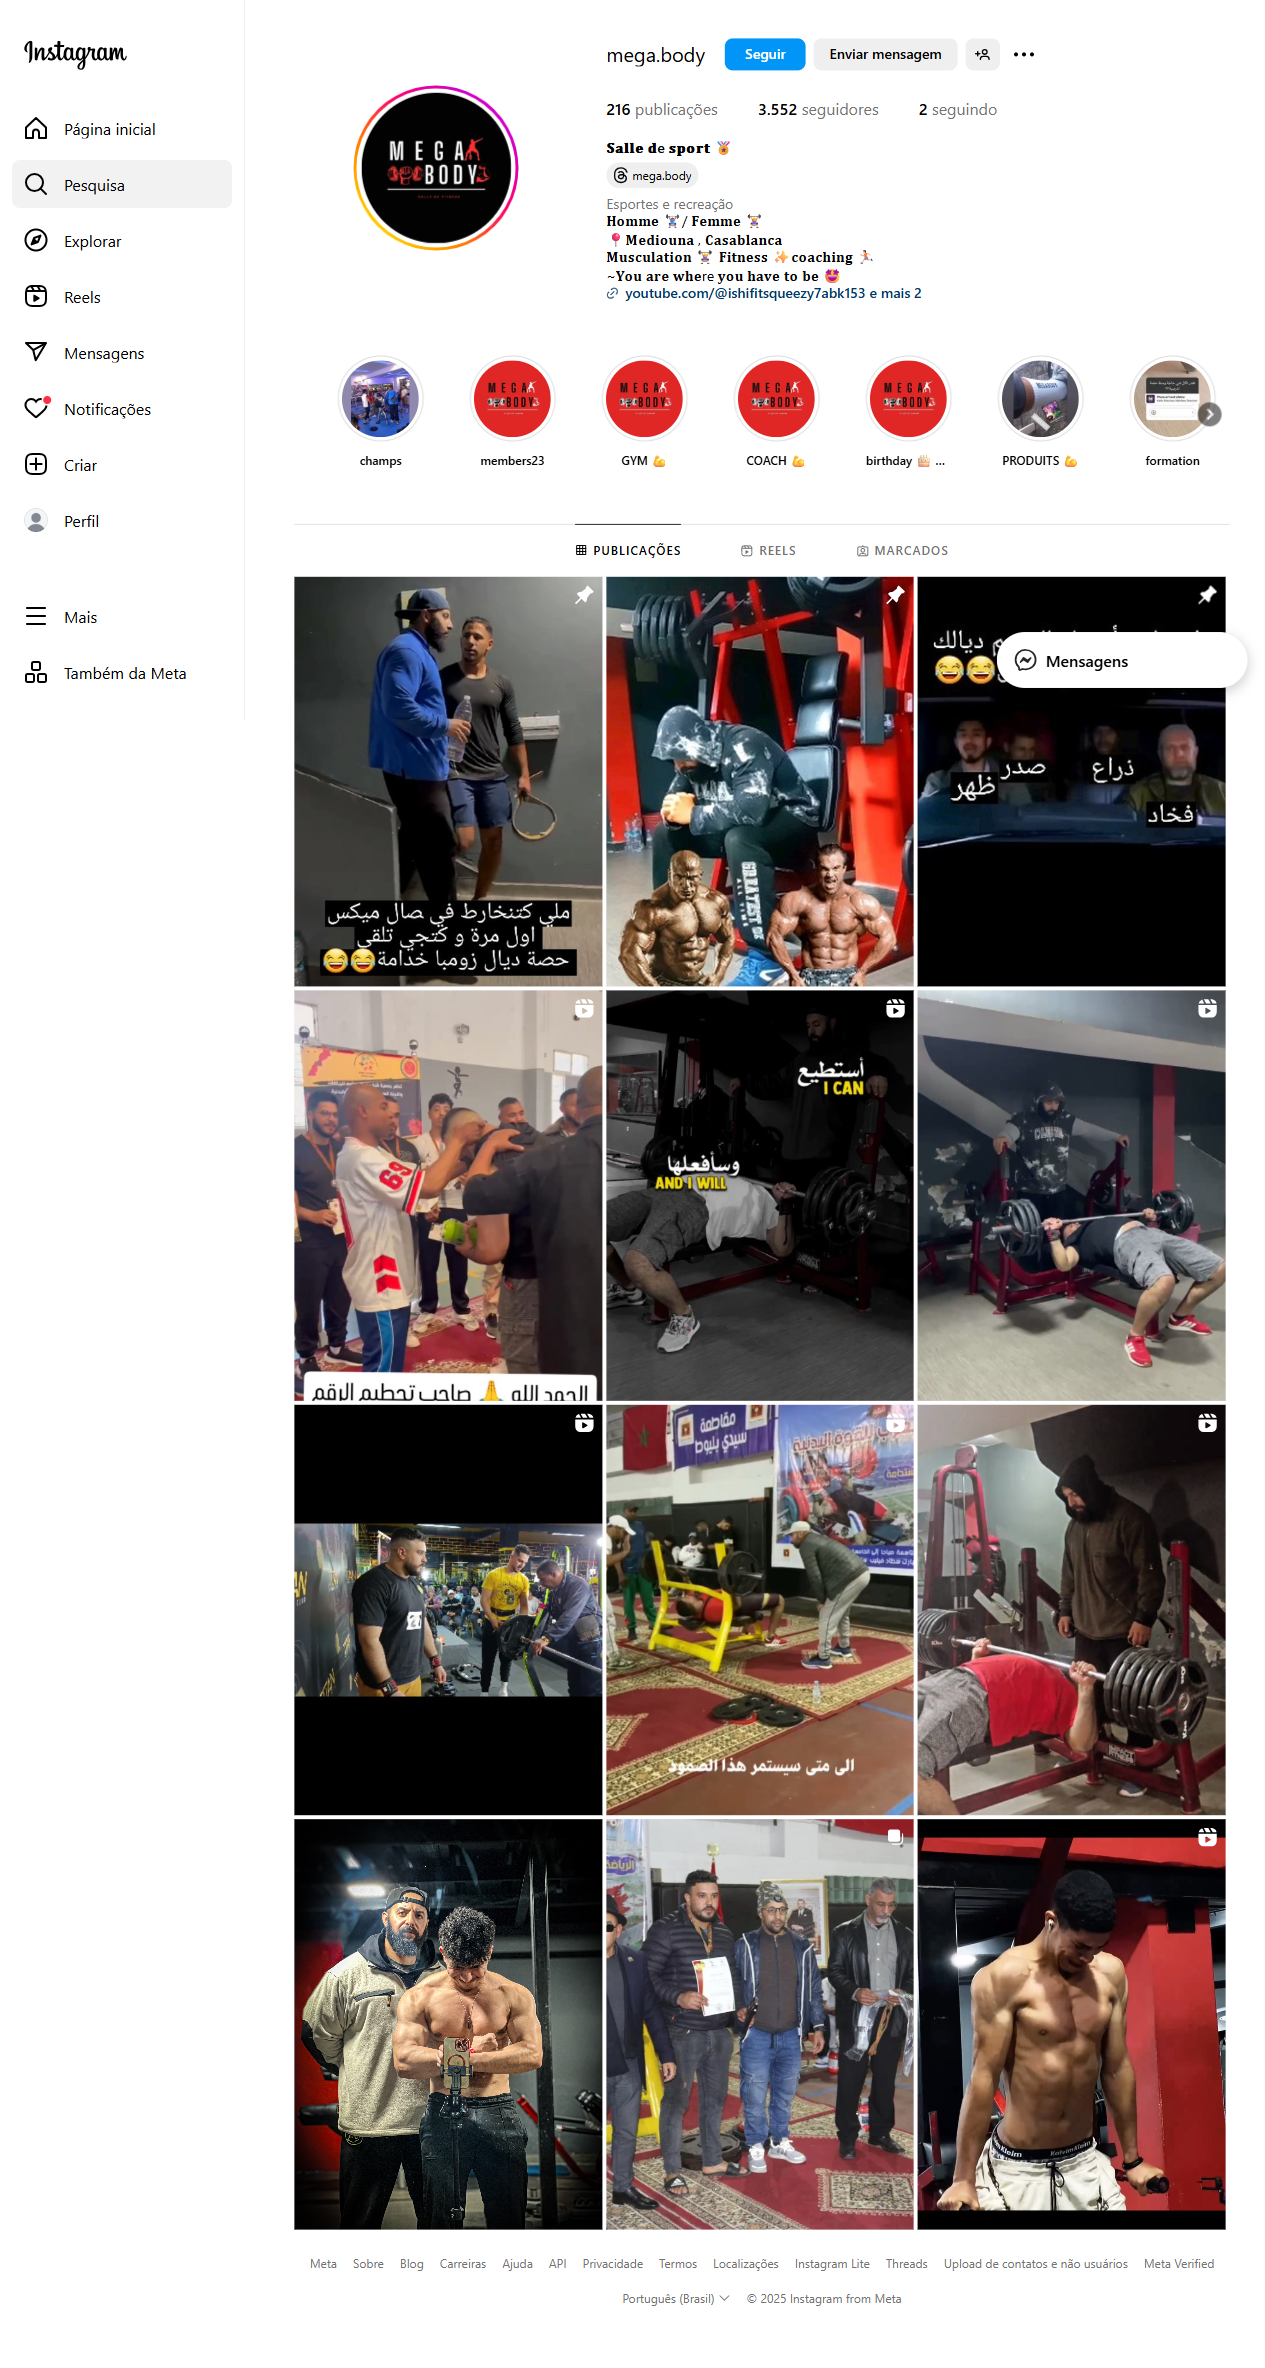 Instagram
Página inicial
Pesquisa
Explorar
Reels
Mensagens
Notificações
Criar
Perfil
Mais
Também da Meta
mega.body
Seguir
Enviar mensagem
216 publicações 3.552 seguidores 2 seguindo
Salle de sport 🏅
mega.body
Esportes e recreação
Homme 🏋️/ Femme 🏋️‍♀️
📍Mediouna , Casablanca
Musculation 🏋️‍♀️ Fitness ✨coaching 🏃
~You are where you have to be 🤩
youtube.com/@ishifitsqueezy7abk153 e mais 2
MEGA
BODY
SALLE DE FITNESS
champs
members23
GYM 💪
COACH 💪
birthday 🎂 ...
PRODUITS 💪
formation
PUBLICAÇÕES
REELS
MARCADOS
ملي كتنخارط في صال ميكس
اول مرة و كتجي تلقى
حصة ديال زومبا خدامة😂😂
ديالك
😂😂
Mensagens
ظهر
صدر
ذراع
فخاد
69
الحمد الله 🙏 صاحب تحطيم الرقم
أستطيع
I CAN
وسأفعلها
AND I WILL
مقاطعة
سيدي بليوط
الى متى سيستمر هذا الصمود
Meta Sobre Blog Carreiras Ajuda API Privacidade Termos Localizações Instagram Lite Threads Upload de contatos e não usuários Meta Verified
Português (Brasil) © 2025 Instagram from Meta